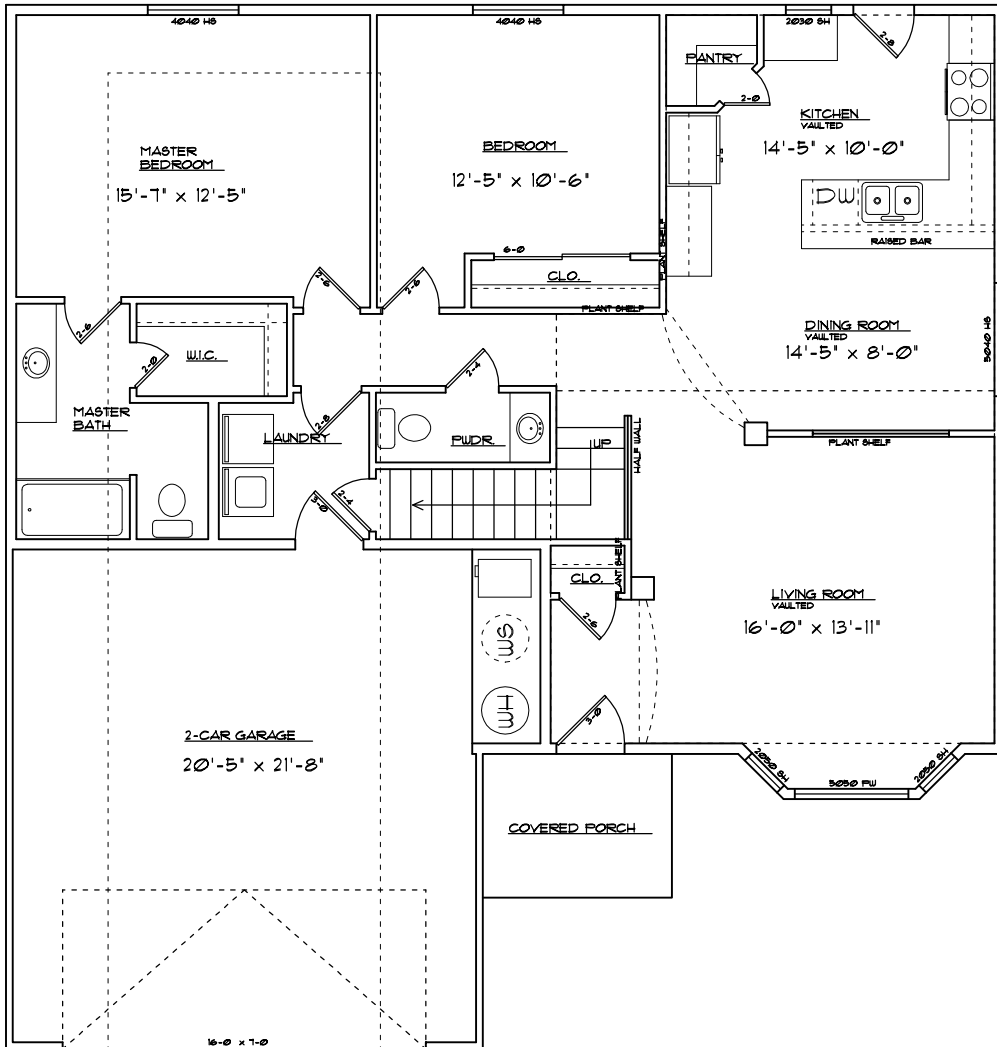 4040 HS
4040 HS
2030 SH
2-8
PANTRY
2-0
KITCHEN
VAULTED
14'-5" x 10'-0"
MASTER
BEDROOM
15'-7" x 12'-5"
BEDROOM
12'-5" x 10'-6"
DW
RAISED BAR
PLANT SHELF
6-0
CLO.
PLANT SHELF
2-6
2-6
2-6
2-0
W.I.C.
DINING ROOM
VAULTED
14'-5" x 8'-0"
5040 HS
2-4
MASTER
BATH
2-8
LAUNDRY
PWDR.
UP
HALF WALL
PLANT SHELF
2-4
3-0
PLANT SHELF
CLO.
2-6
LIVING ROOM
VAULTED
16'-0" x 13'-11"
WS
WH
3-0
2-CAR GARAGE
20'-5" x 21'-8"
2050 SH
5050 PW
2050 SH
COVERED PORCH
16-0 x 7-0